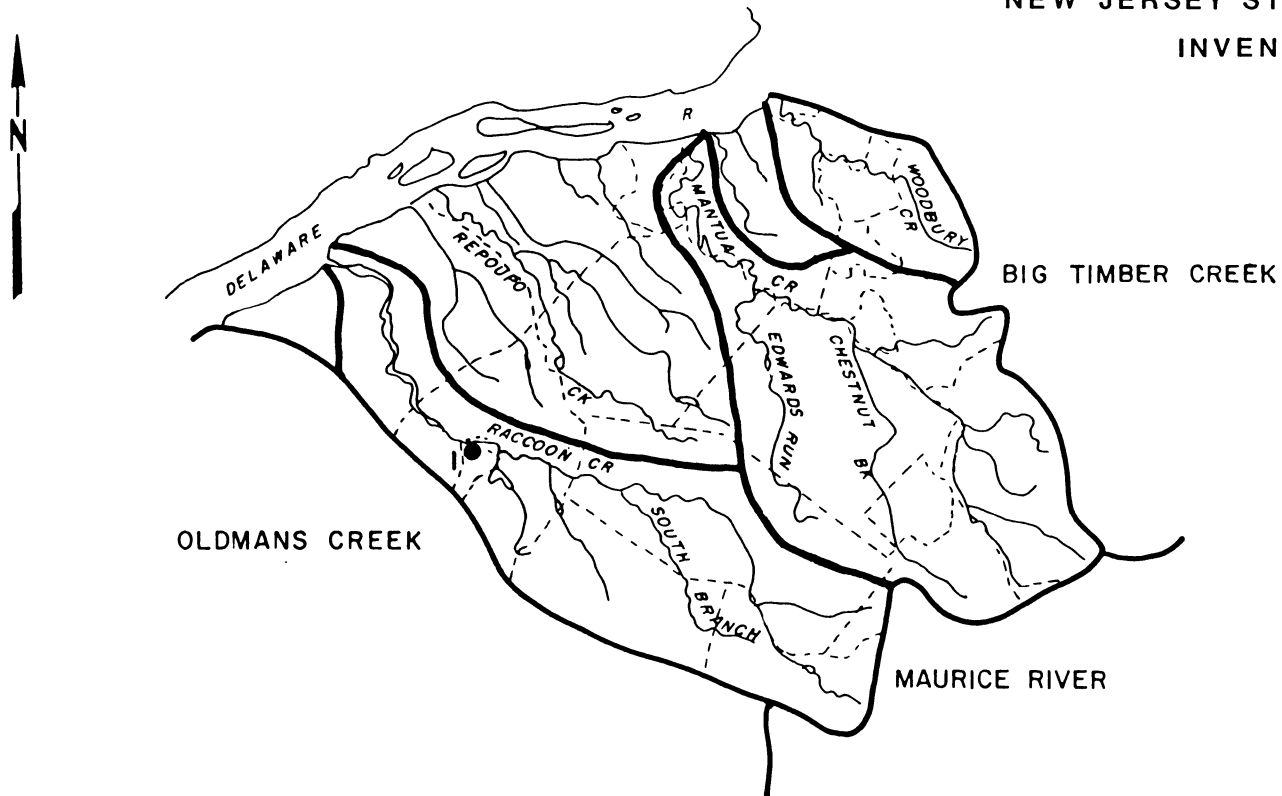 NEW JERSEY ST
INVEN
N
R
WOODBURY
CR
MANTUA
CR
DELAWARE
REPOUPO
CK
BIG TIMBER CREEK
EDWARDS RUN
CHESTNUT
BK
RACCOON CR
1
OLDMANS CREEK
SOUTH
BRANCH
MAURICE RIVER